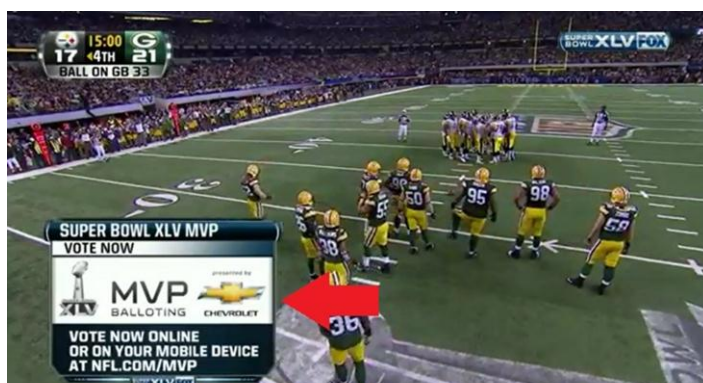 17
15:00
4TH
BALL ON GB 33
G
21
SUPER BOWL XLV FOX
50
95
98
58
55
38
36
SUPER BOWL XLV MVP
VOTE NOW
XLV
MVP
BALLOTING
presented by
CHEVROLET
VOTE NOW ONLINE
OR ON YOUR MOBILE DEVICE
AT NFL.COM/MVP